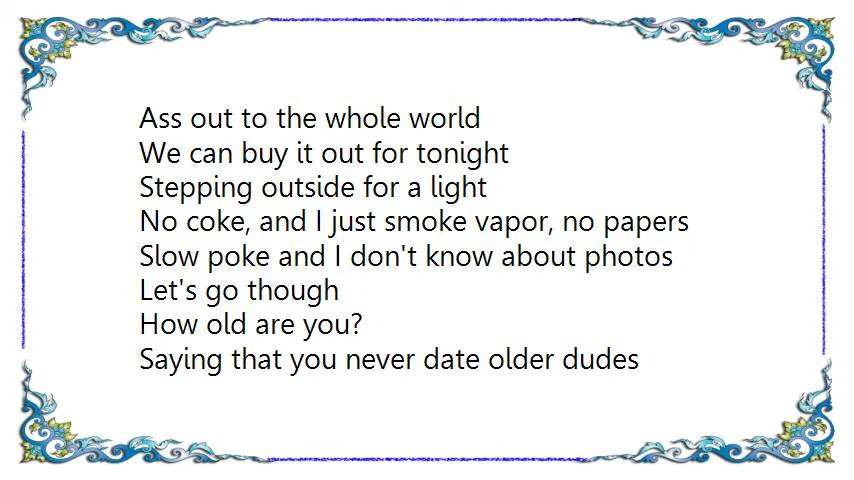 Ass out to the whole world
We can buy it out for tonight
Stepping outside for a light
No coke, and I just smoke vapor, no papers
Slow poke and I don't know about photos
Let's go though
How old are you?
Saying that you never date older dudes